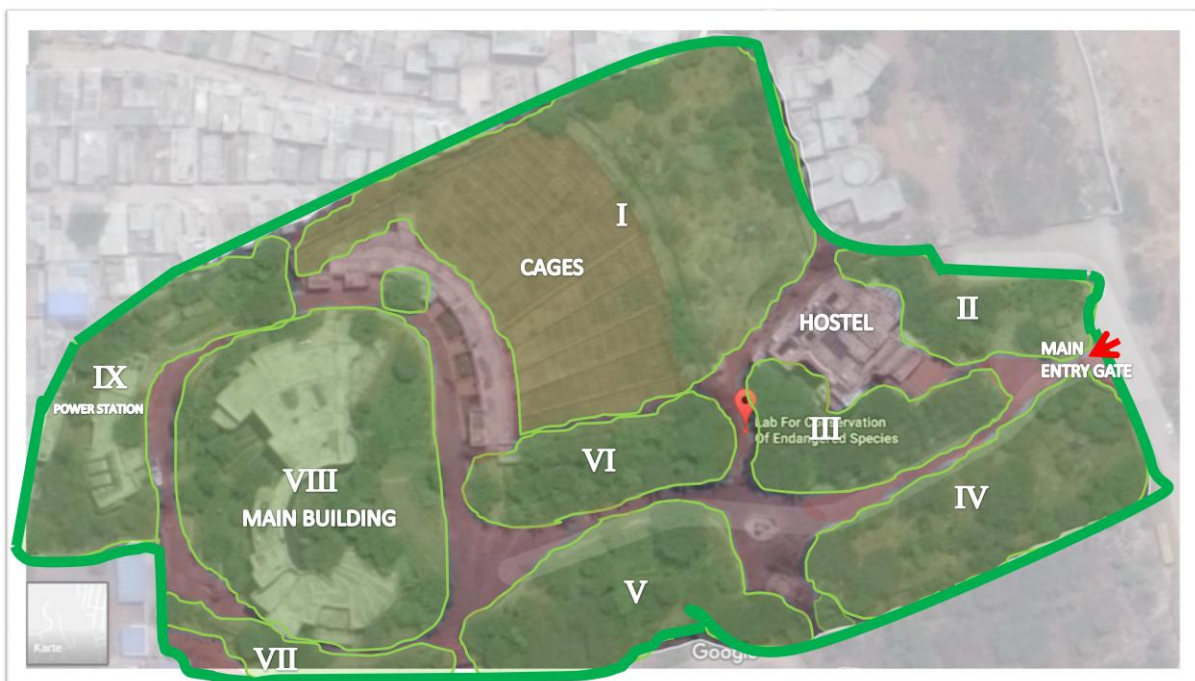 I
CAGES
II
HOSTEL
MAIN
ENTRY GATE
IX
POWER STATION
Lab For Conservation
Of Endangered Species
III
VI
VIII
MAIN BUILDING
IV
V
Karte
VII
Google